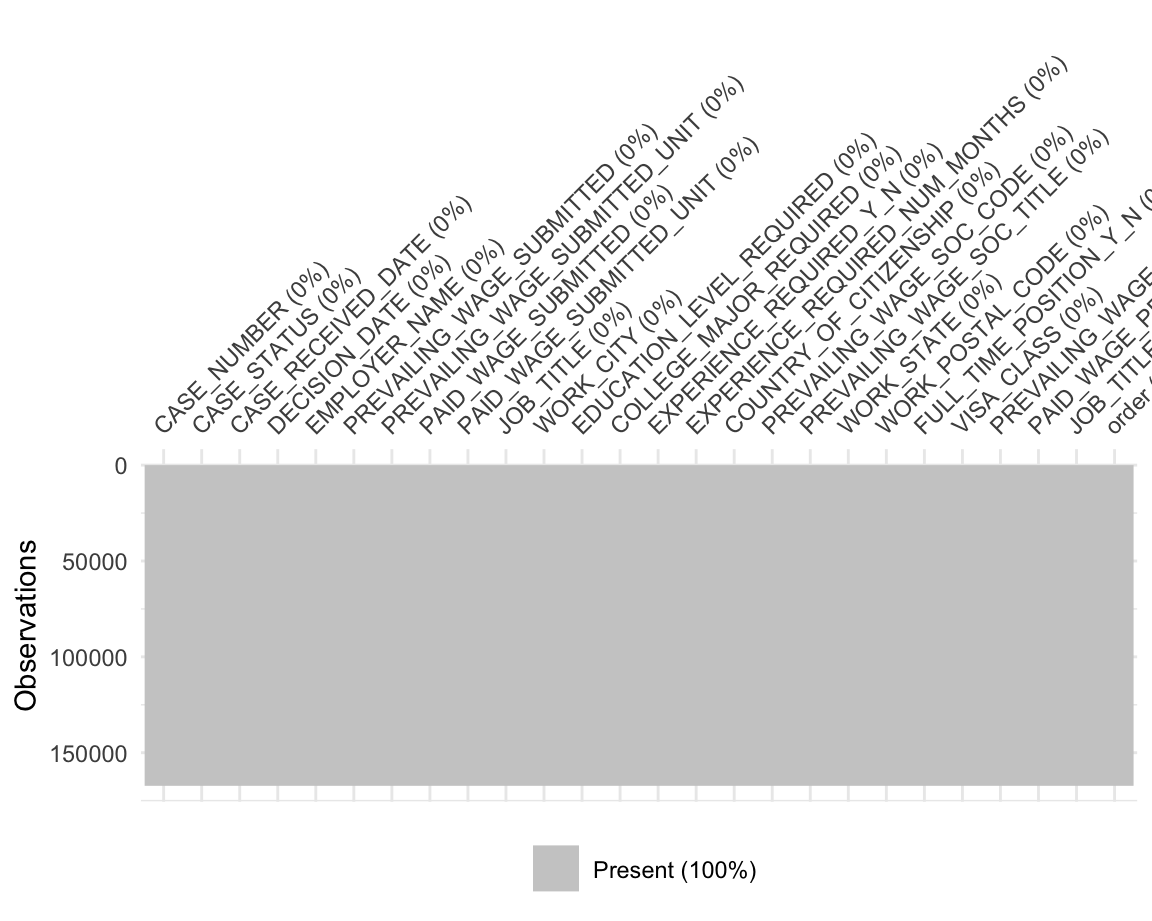 CASE_NUMBER (0%)
CASE_STATUS (0%)
CASE_RECEIVED_DATE (0%)
DECISION_DATE (0%)
EMPLOYER_NAME (0%)
PREVAILING_WAGE_SUBMITTED (0%)
PREVAILING_WAGE_SUBMITTED_UNIT (0%)
PAID_WAGE_SUBMITTED (0%)
PAID_WAGE_SUBMITTED_UNIT (0%)
JOB_TITLE (0%)
WORK_CITY (0%)
EDUCATION_LEVEL_REQUIRED (0%)
COLLEGE_MAJOR_REQUIRED (0%)
EXPERIENCE_REQUIRED_Y_N (0%)
EXPERIENCE_REQUIRED_NUM_MONTHS (0%)
COUNTRY_OF_CITIZENSHIP (0%)
PREVAILING_WAGE_SOC_CODE (0%)
PREVAILING_WAGE_SOC_TITLE (0%)
WORK_STATE (0%)
WORK_POSTAL_CODE (0%)
FULL_TIME_POSITION_Y_N (0
VISA_CLASS (0%)
PREVAILING_WAGE
PAID_WAGE_P
JOB_TITLE
order
0
50000
100000
150000
Observations
Present (100%)